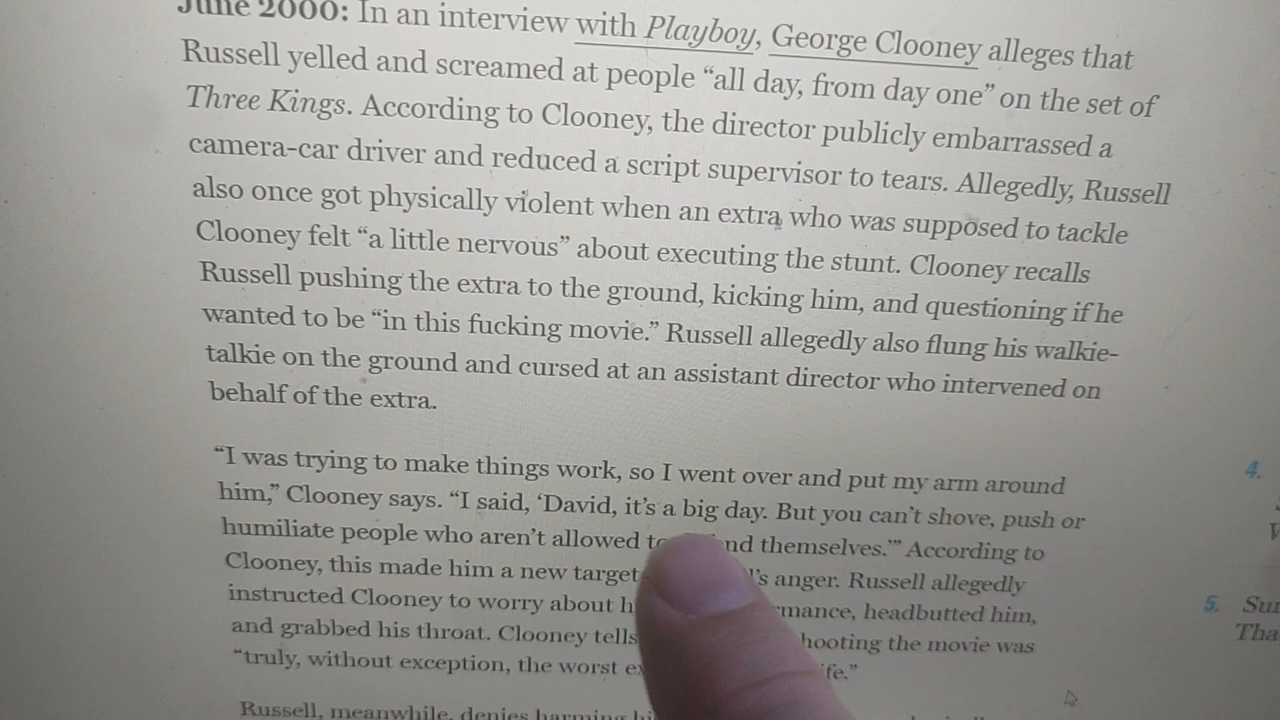 June 2000: In an interview with Playboy, George Clooney alleges that
Russell yelled and screamed at people “all day, from day one” on the set of
Three Kings. According to Clooney, the director publicly embarrassed a
camera-car driver and reduced a script supervisor to tears. Allegedly, Russell
also once got physically violent when an extra who was supposed to tackle
Clooney felt “a little nervous” about executing the stunt. Clooney recalls
Russell pushing the extra to the ground, kicking him, and questioning if he
wanted to be “in this fucking movie.” Russell allegedly also flung his walkie-
talkie on the ground and cursed at an assistant director who intervened on
behalf of the extra.
“I was trying to make things work, so I went over and put my arm around
him,” Clooney says. “I said, ‘David, it’s a big day. But you can’t shove, push or
humiliate people who aren’t allowed to themselves.’” According to
Clooney, this made him a new target anger. Russell allegedly
instructed Clooney to worry about headbutted him,
and grabbed his throat. Clooney tells shooting the movie was
“truly, without exception, the worst
Russell, meanwhile, denies harming
4.
5.